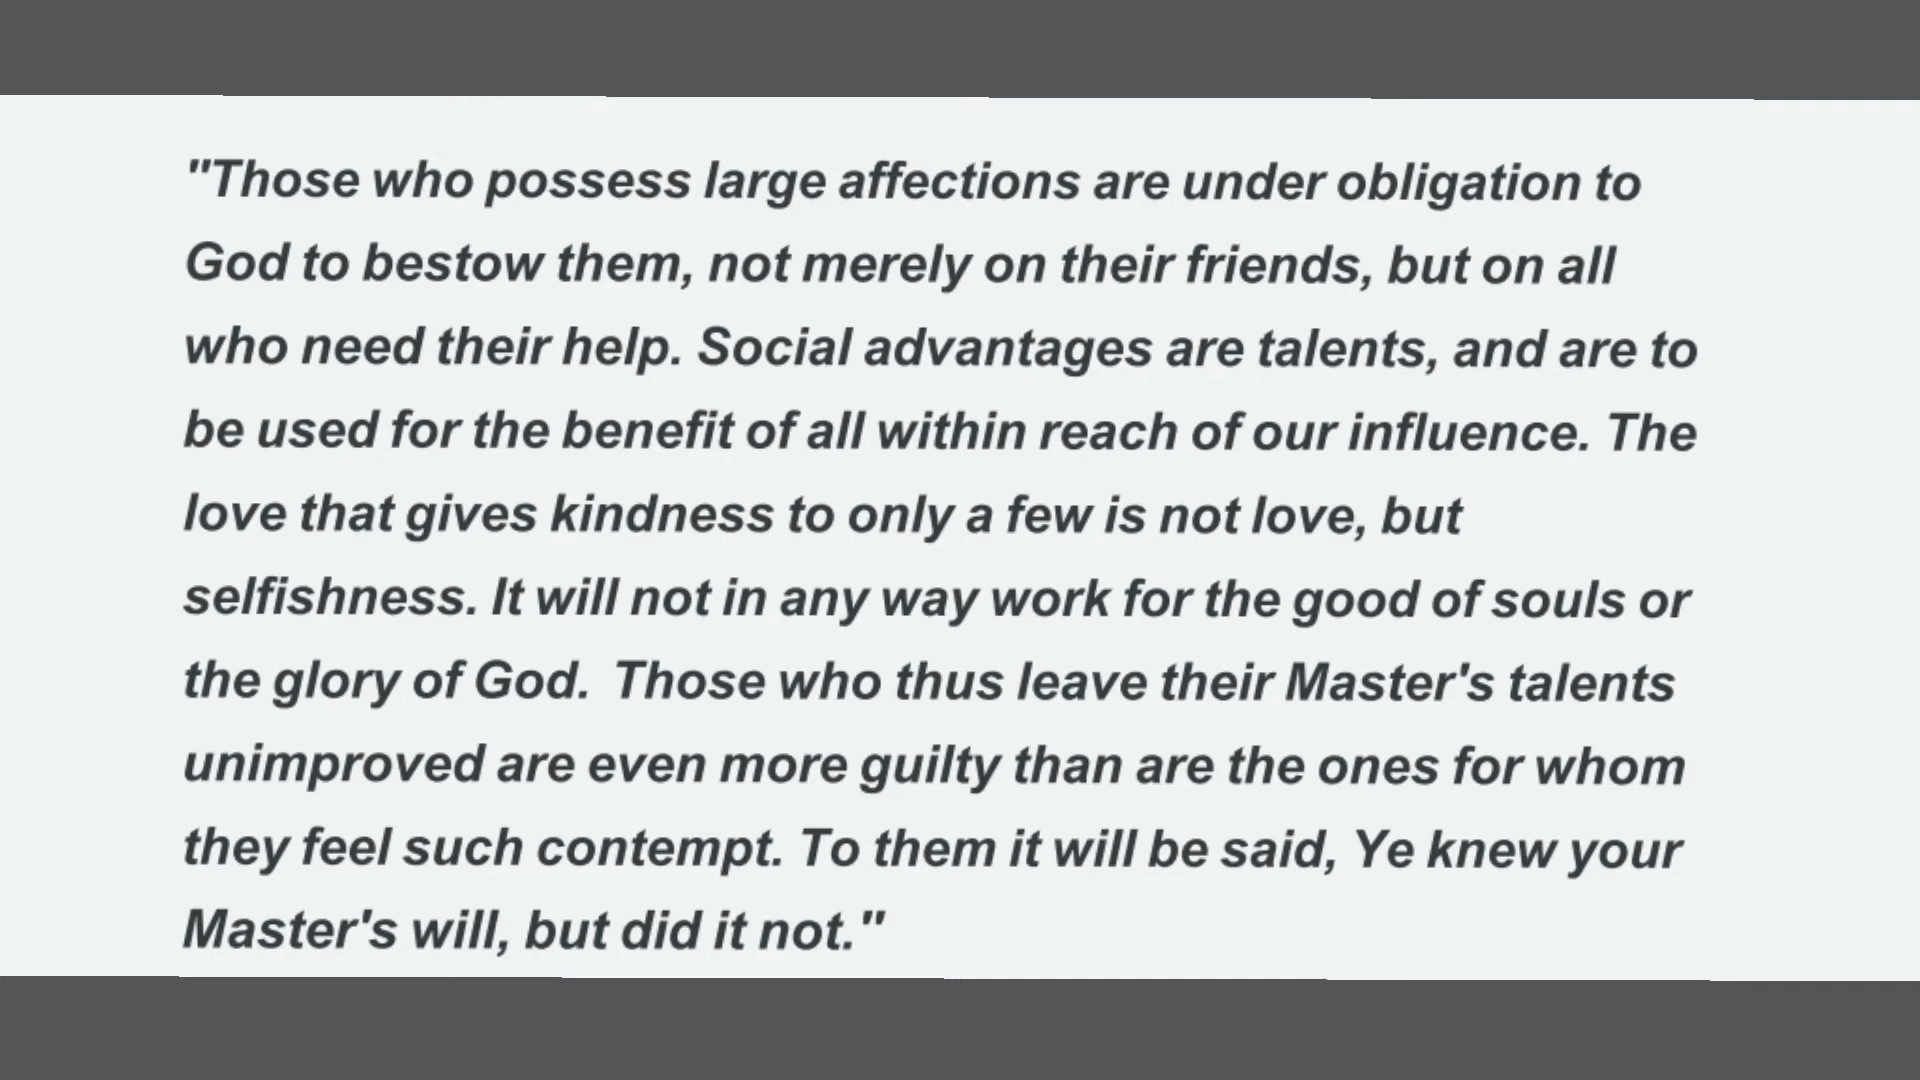 "Those who possess large affections are under obligation to
God to bestow them, not merely on their friends, but on all
who need their help. Social advantages are talents, and are to
be used for the benefit of all within reach of our influence. The
love that gives kindness to only a few is not love, but
selfishness. It will not in any way work for the good of souls or
the glory of God.  Those who thus leave their Master's talents
unimproved are even more guilty than are the ones for whom
they feel such contempt. To them it will be said, Ye knew your
Master's will, but did it not."